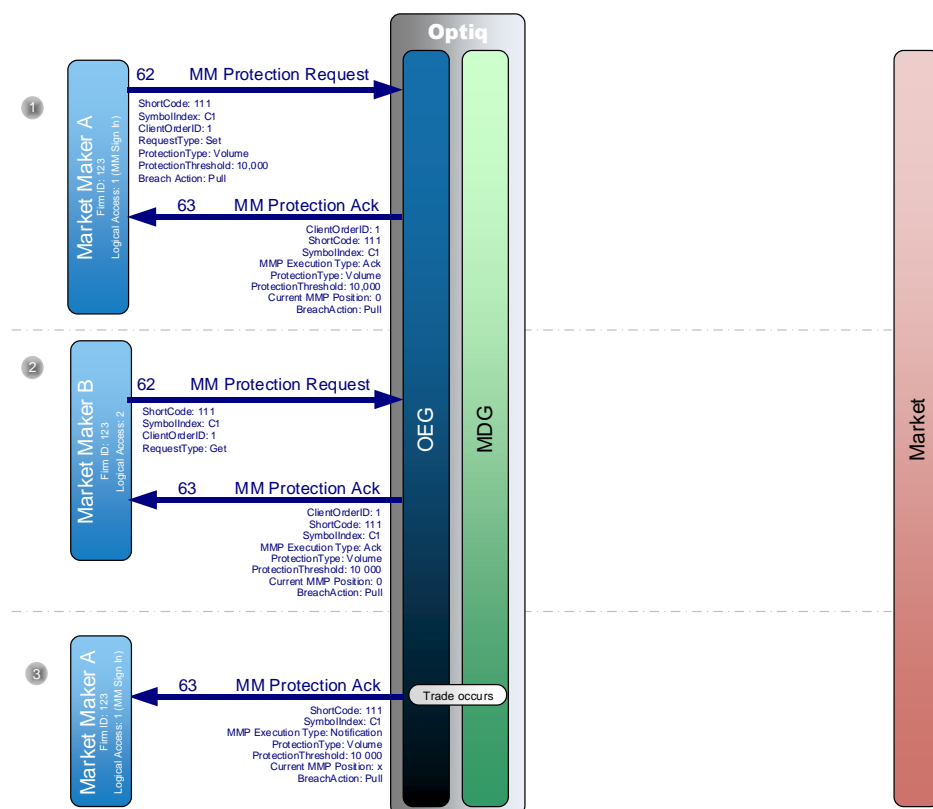 Optiq
1
Market Maker A
Firm ID: 123
Logical Access: 1 (MM Sign In)
62 MM Protection Request
ShortCode: 111
SymbolIndex: C1
ClientOrderID: 1
RequestType: Set
ProtectionType: Volume
ProtectionThreshold: 10,000
Breach Action: Pull
63 MM Protection Ack
ClientOrderID: 1
ShortCode: 111
SymbolIndex: C1
MMP Execution Type: Ack
ProtectionType: Volume
ProtectionThreshold: 10,000
Current MMP Position: 0
BreachAction: Pull
2
Market Maker B
Firm ID: 123
Logical Access: 2
62 MM Protection Request
ShortCode: 111
SymbolIndex: C1
ClientOrderID: 1
RequestType: Get
OEG
MDG
Market
63 MM Protection Ack
ClientOrderID: 1
ShortCode: 111
SymbolIndex: C1
MMP Execution Type: Ack
ProtectionType: Volume
ProtectionThreshold: 10 000
Current MMP Position: 0
BreachAction: Pull
3
Market Maker A
Firm ID: 123
Logical Access: 1 (MM Sign In)
63 MM Protection Ack
Trade occurs
ShortCode: 111
SymbolIndex: C1
MMP Execution Type: Notification
ProtectionType: Volume
ProtectionThreshold: 10 000
Current MMP Position: x
BreachAction: Pull